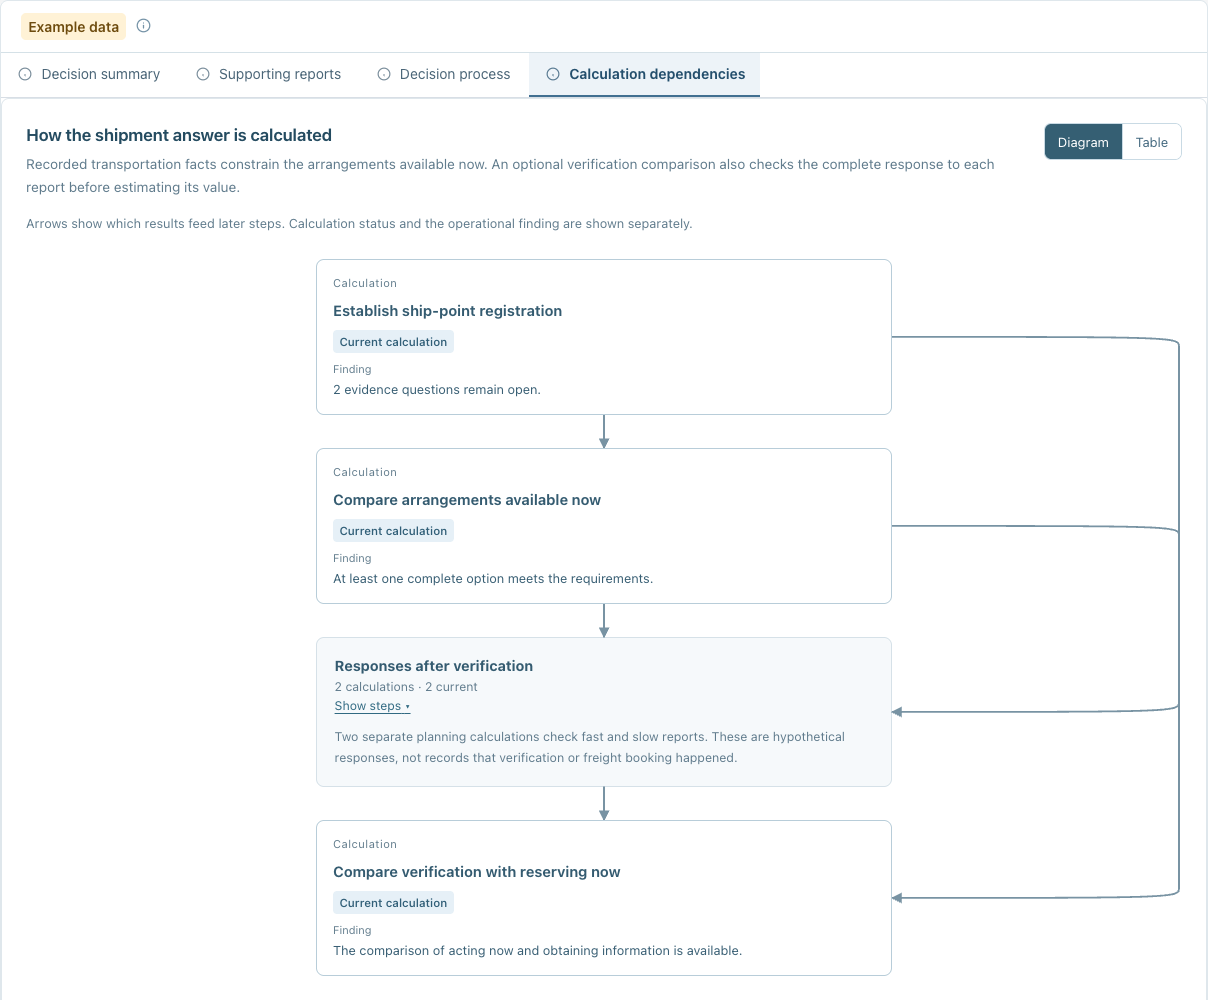 Example data
Decision summary
Supporting reports
Decision process
Calculation dependencies
How the shipment answer is calculated
Diagram
Table
Recorded transportation facts constrain the arrangements available now. An optional verification comparison also checks the complete response to each
report before estimating its value.
Arrows show which results feed later steps. Calculation status and the operational finding are shown separately.
Calculation
Establish ship-point registration
Current calculation
Finding
2 evidence questions remain open.
Calculation
Compare arrangements available now
Current calculation
Finding
At least one complete option meets the requirements.
Responses after verification
2 calculations · 2 current
Show steps
Two separate planning calculations check fast and slow reports. These are hypothetical
responses, not records that verification or freight booking happened.
Calculation
Compare verification with reserving now
Current calculation
Finding
The comparison of acting now and obtaining information is available.